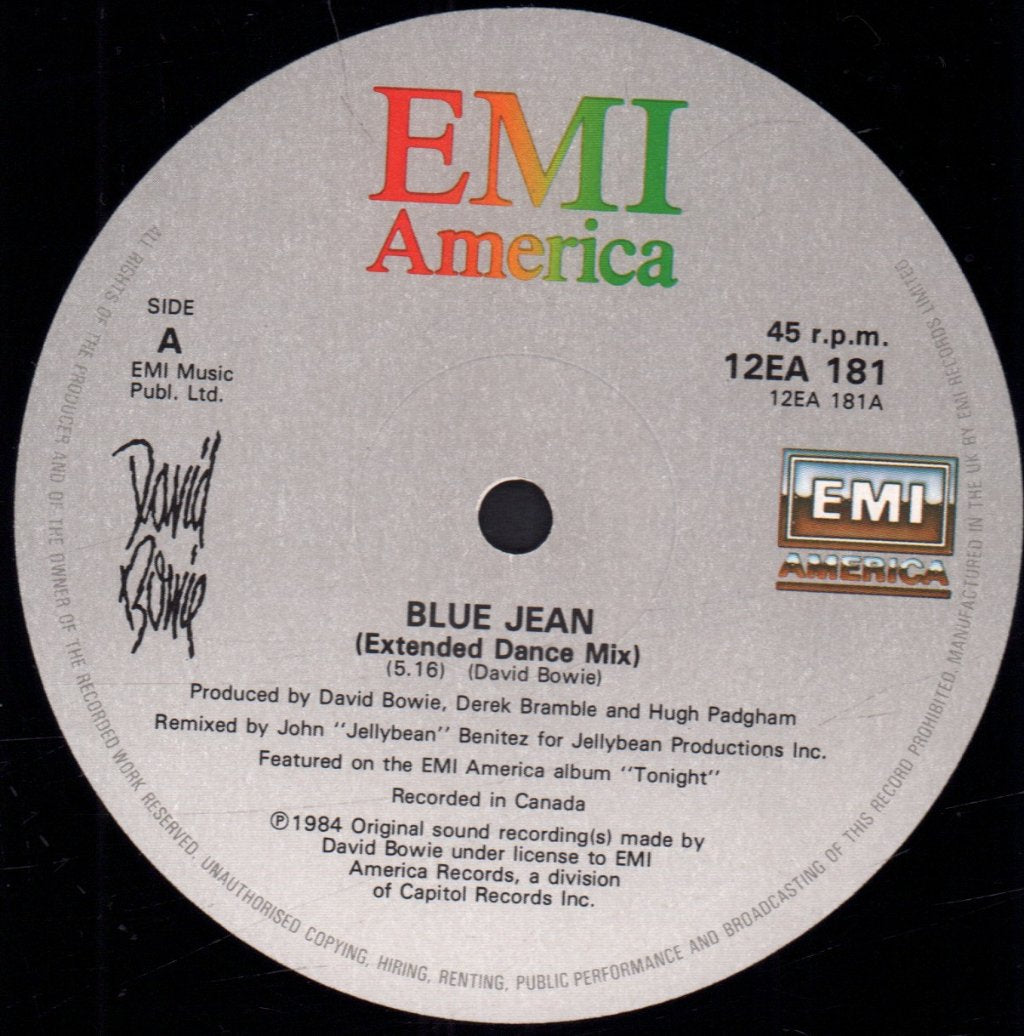 EMI
America
SIDE
A
EMI Music
Publ. Ltd.
45 r.p.m.
12EA 181
12EA 181A
David
Bowie
EMI
AMERICA
BLUE JEAN
(Extended Dance Mix)
(5.16) (David Bowie)
Produced by David Bowie, Derek Bramble and Hugh Padgham
Remixed by John "Jellybean" Benitez for Jellybean Productions Inc.
Featured on the EMI America album "Tonight"
Recorded in Canada
℗1984 Original sound recording(s) made by
David Bowie under license to EMI
America Records, a division
of Capitol Records Inc.
ALL RIGHTS OF THE PRODUCER AND OF THE OWNER OF THE RECORDED WORK RESERVED. UNAUTHORISED COPYING, HIRING, RENTING, PUBLIC PERFORMANCE AND BROADCASTING OF THIS RECORD PROHIBITED. MANUFACTURED IN THE UK BY EMI RECORDS LIMITED